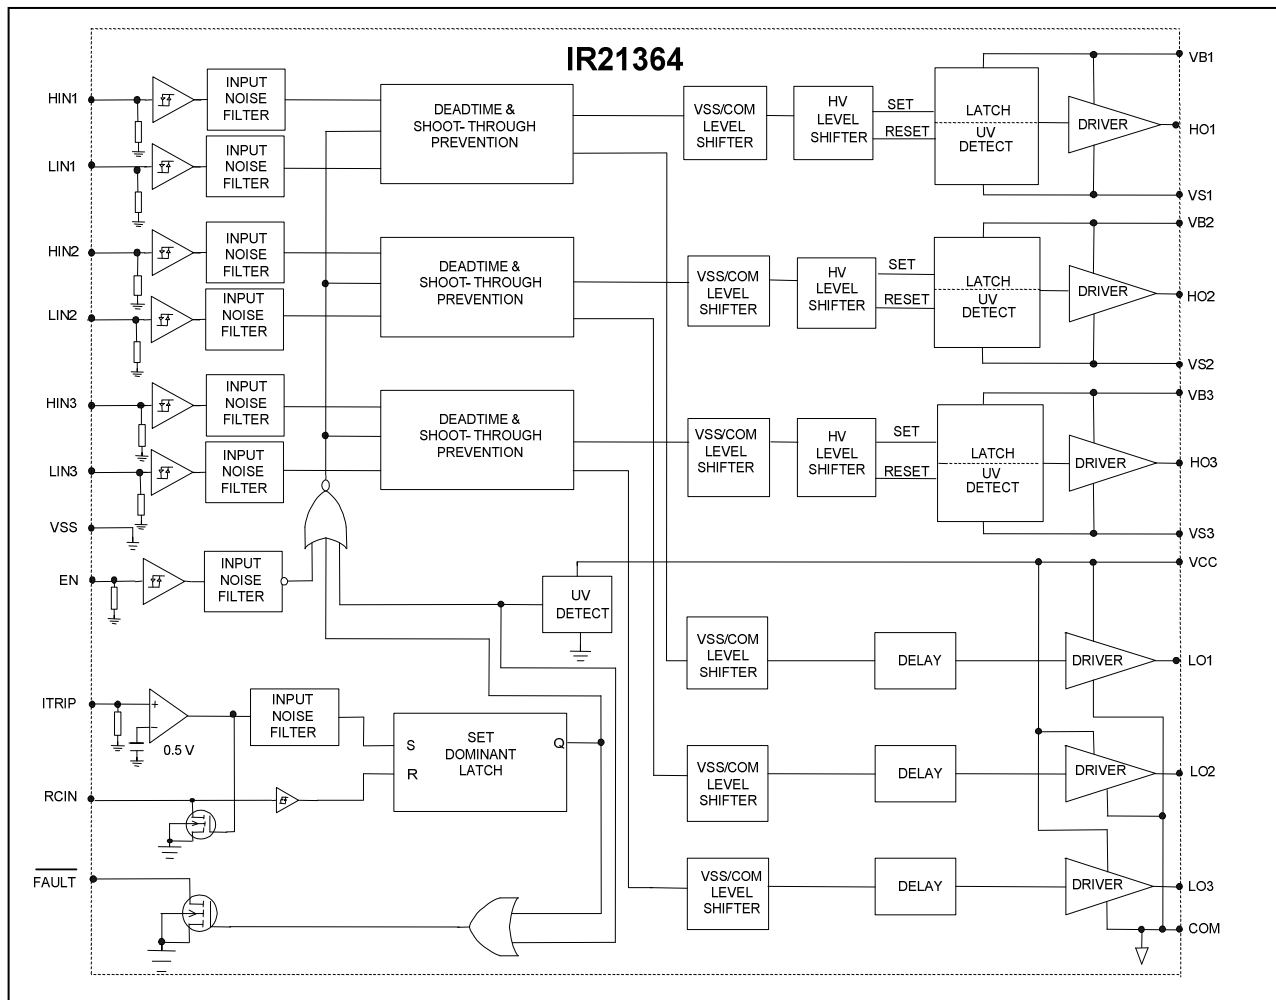 IR21364
HIN1
INPUT
NOISE
FILTER
LIN1
INPUT
NOISE
FILTER
DEADTIME &
SHOOT- THROUGH
PREVENTION
VSS/COM
LEVEL
SHIFTER
HV
LEVEL
SHIFTER
SET
RESET
LATCH
UV
DETECT
DRIVER
VB1
HO1
VS1
HIN2
INPUT
NOISE
FILTER
LIN2
INPUT
NOISE
FILTER
DEADTIME &
SHOOT- THROUGH
PREVENTION
VSS/COM
LEVEL
SHIFTER
HV
LEVEL
SHIFTER
SET
RESET
LATCH
UV
DETECT
DRIVER
VB2
HO2
VS2
HIN3
INPUT
NOISE
FILTER
LIN3
INPUT
NOISE
FILTER
DEADTIME &
SHOOT- THROUGH
PREVENTION
VSS/COM
LEVEL
SHIFTER
HV
LEVEL
SHIFTER
SET
RESET
LATCH
UV
DETECT
DRIVER
VB3
HO3
VS3
VSS
EN
INPUT
NOISE
FILTER
UV
DETECT
VCC
VSS/COM
LEVEL
SHIFTER
DELAY
DRIVER
LO1
ITRIP
+
−
0.5 V
INPUT
NOISE
FILTER
S
R
SET
DOMINANT
LATCH
Q
RCIN
VSS/COM
LEVEL
SHIFTER
DELAY
DRIVER
LO2
FAULT
VSS/COM
LEVEL
SHIFTER
DELAY
DRIVER
LO3
COM